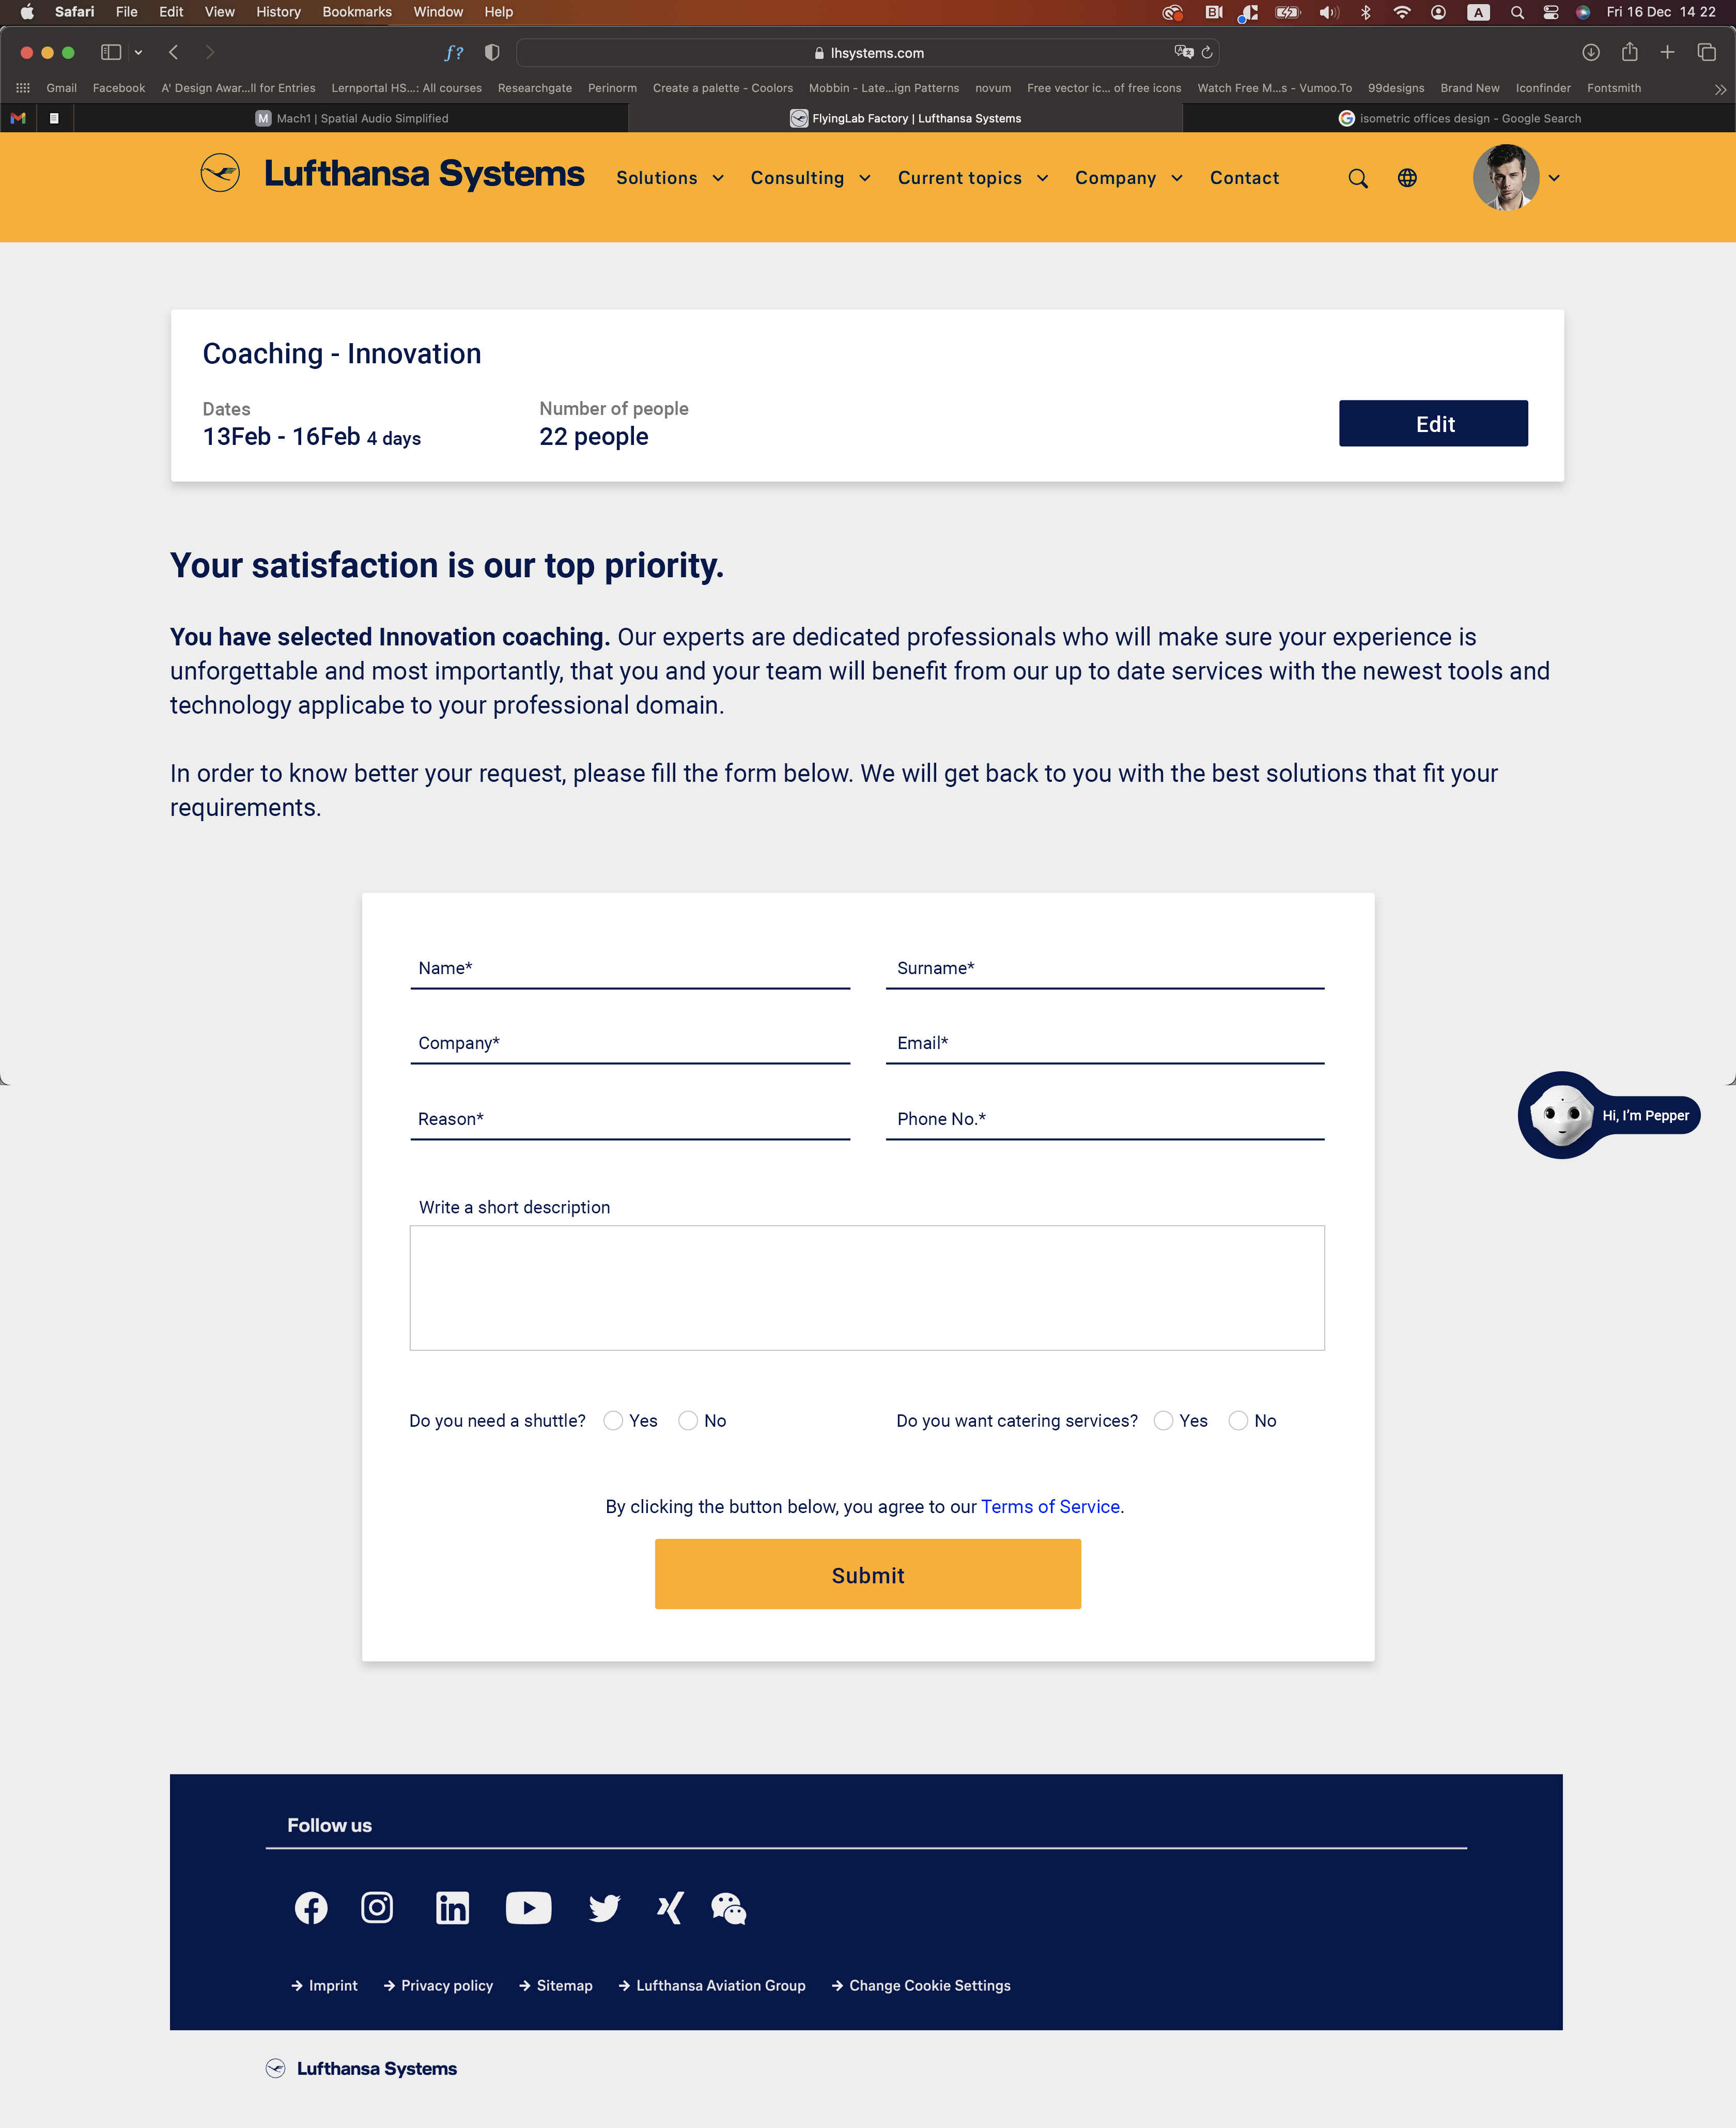 Safari File Edit View History Bookmarks Window Help A Fri 16 Dec 14 22
lhsystems.com
Gmail Facebook A' Design Awar...ll for Entries Lernportal HS...: All courses Researchgate Perinorm Create a palette - Coolors Mobbin - Late...ign Patterns novum Free vector ic... of free icons Watch Free M...s - Vumoo.To 99designs Brand New Iconfinder Fontsmith
M Mach1 | Spatial Audio Simplified FlyingLab Factory | Lufthansa Systems isometric offices design - Google Search
Lufthansa Systems Solutions Consulting Current topics Company Contact
Coaching - Innovation
Dates Number of people
13Feb - 16Feb 4 days 22 people Edit
Your satisfaction is our top priority.
You have selected Innovation coaching. Our experts are dedicated professionals who will make sure your experience is
unforgettable and most importantly, that you and your team will benefit from our up to date services with the newest tools and
technology applicabe to your professional domain.
In order to know better your request, please fill the form below. We will get back to you with the best solutions that fit your
requirements.
Name* Surname*
Company* Email*
Reason* Phone No.*
Hi, I'm Pepper
Write a short description
Do you need a shuttle? Yes No Do you want catering services? Yes No
By clicking the button below, you agree to our Terms of Service.
Submit
Follow us
Imprint Privacy policy Sitemap Lufthansa Aviation Group Change Cookie Settings
Lufthansa Systems